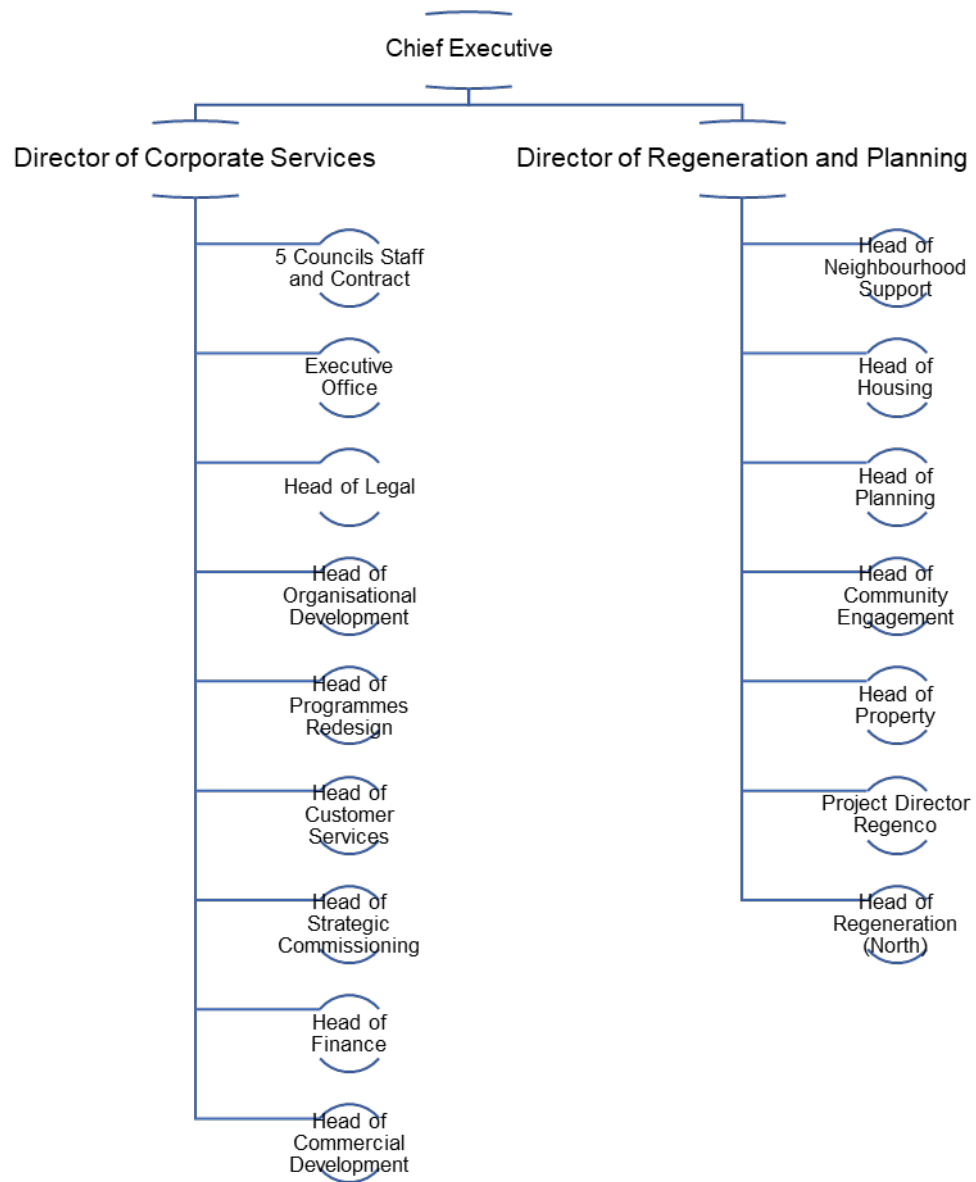 Chief Executive
Director of Corporate Services
Director of Regeneration and Planning
5 Councils Staff
and Contract
Executive
Office
Head of Legal
Head of
Organisational
Development
Head of
Programmes
Redesign
Head of
Customer
Services
Head of
Strategic
Commissioning
Head of
Finance
Head of
Commercial
Development
Head of
Neighbourhood
Support
Head of
Housing
Head of
Planning
Head of
Community
Engagement
Head of
Property
Project Director
Regenco
Head of
Regeneration
(North)